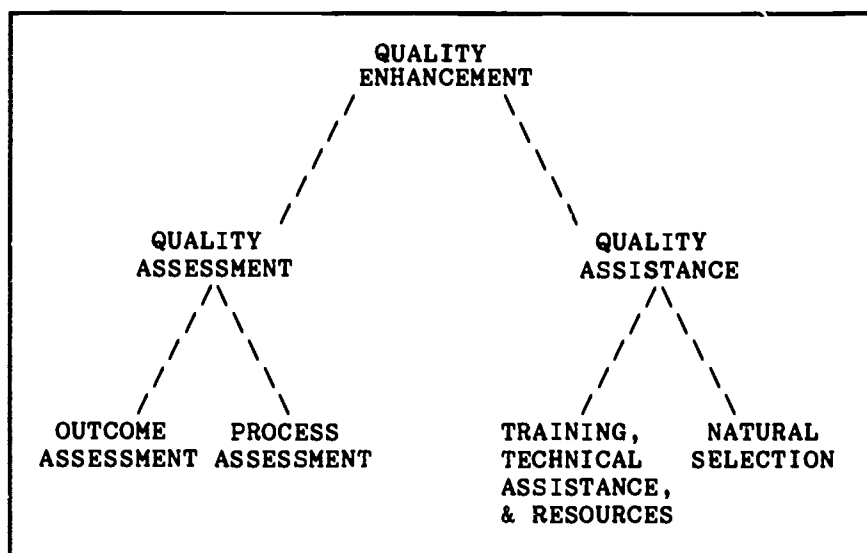 QUALITY
ENHANCEMENT
QUALITY
ASSESSMENT
QUALITY
ASSISTANCE
OUTCOME
ASSESSMENT
PROCESS
ASSESSMENT
TRAINING,
TECHNICAL
ASSISTANCE,
& RESOURCES
NATURAL
SELECTION